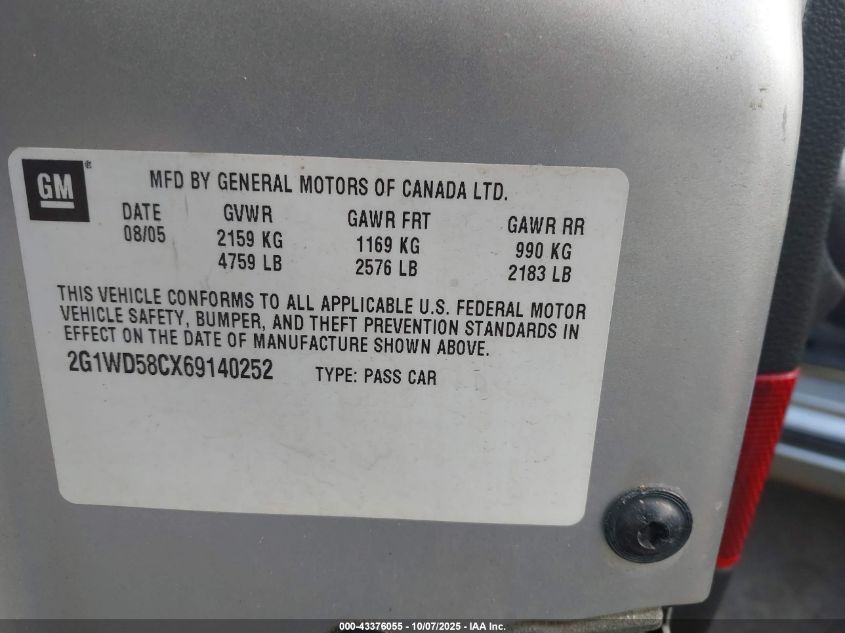 GM®
MFD BY GENERAL MOTORS OF CANADA LTD.
DATE GVWR GAWR FRT GAWR RR
08/05 2159 KG 1169 KG 990 KG
4759 LB 2576 LB 2183 LB
THIS VEHICLE CONFORMS TO ALL APPLICABLE U.S. FEDERAL MOTOR
VEHICLE SAFETY, BUMPER, AND THEFT PREVENTION STANDARDS IN
EFFECT ON THE DATE OF MANUFACTURE SHOWN ABOVE.
2G1WD58CX69140252 TYPE: PASS CAR
000-43376055 - 10/07/2025 - IAA Inc.